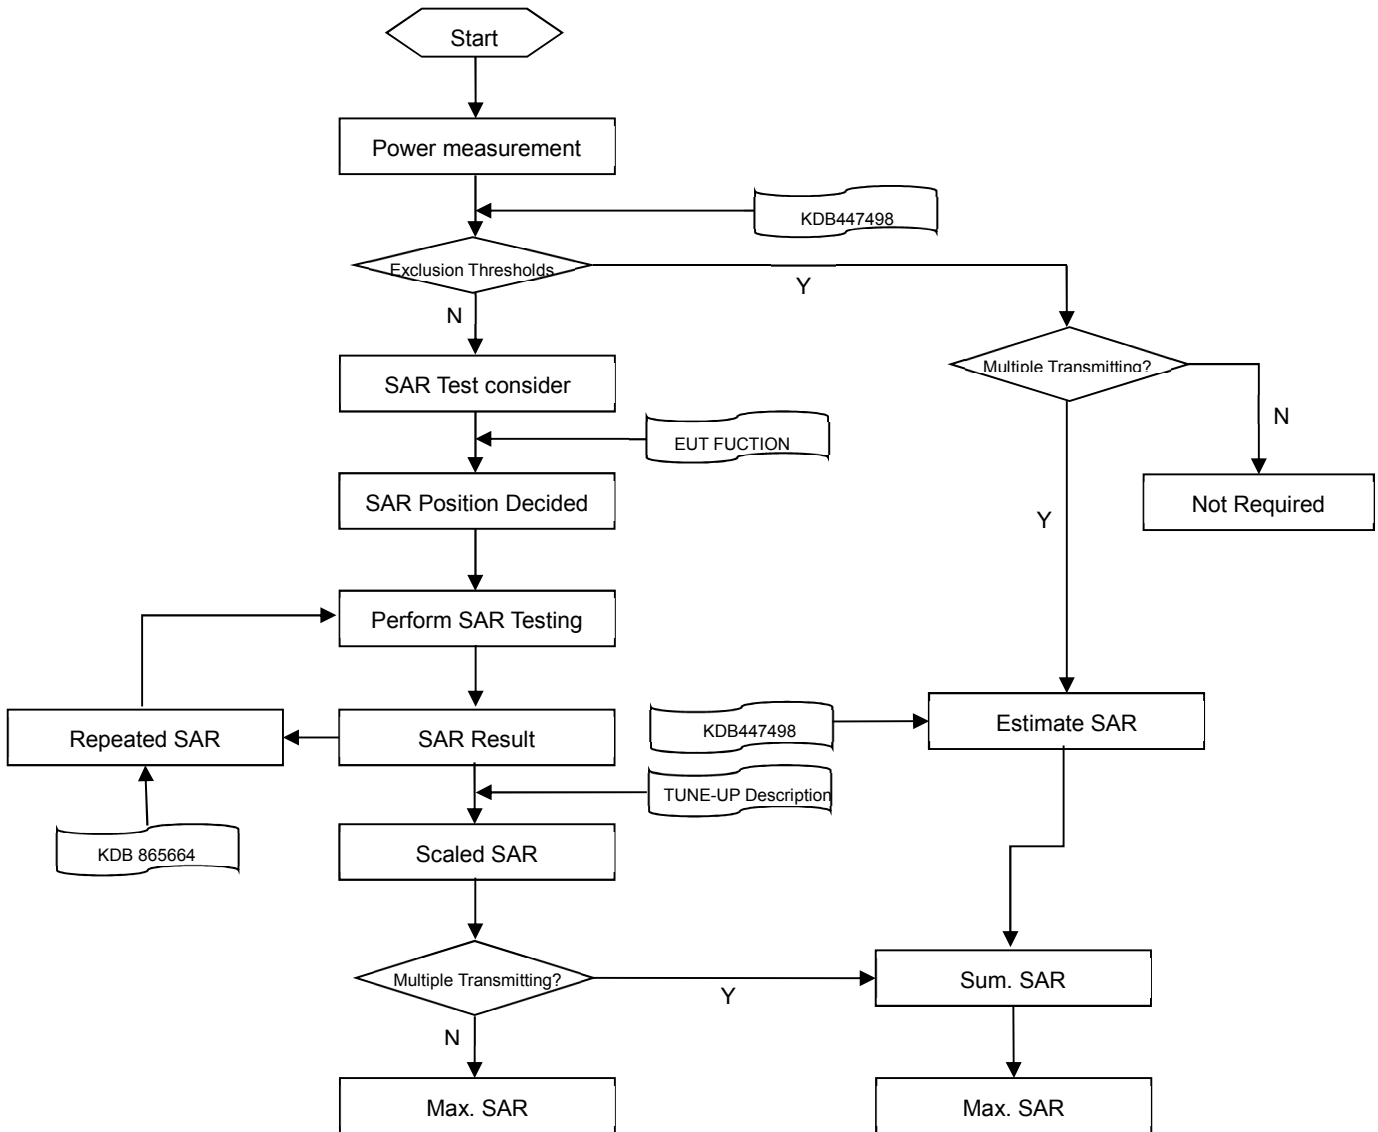 Start
Power measurement
KDB447498
Exclusion Thresholds
Y
N
Multiple Transmitting?
SAR Test consider
N
EUT FUCTION
SAR Position Decided
Not Required
Y
Perform SAR Testing
Repeated SAR
SAR Result
KDB447498
Estimate SAR
TUNE-UP Description
KDB 865664
Scaled SAR
Multiple Transmitting?
Y
Sum. SAR
N
Max. SAR
Max. SAR